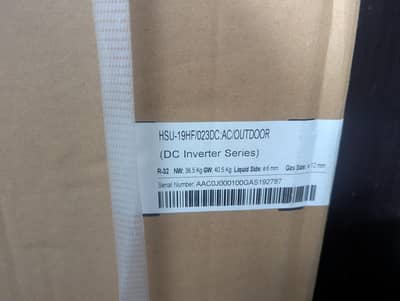 HSU-19HF/023DC.AC/OUTDOOR
(DC Inverter Series)
R-32 NW: 36.5 Kg GW: 40.5 Kg Liquid Side: ø 6 mm Gas Side: ø 12 mm
Serial Number: AAC0J000100GAS192787